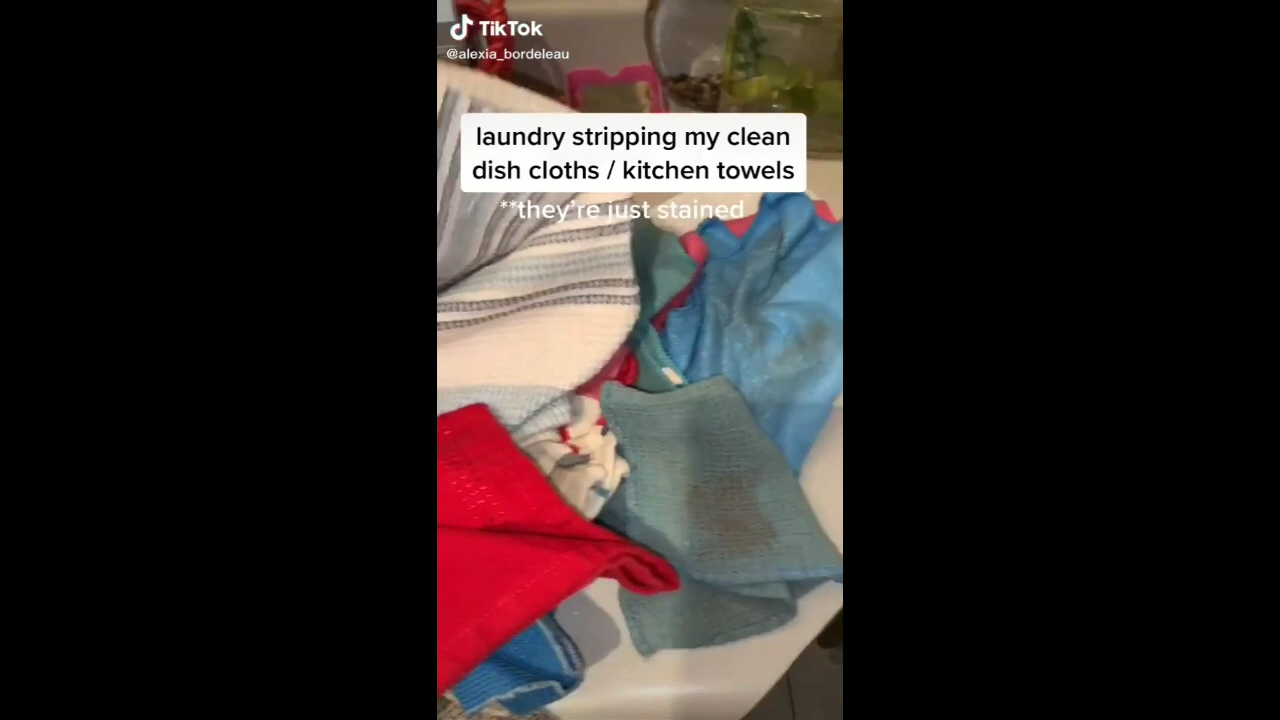 TikTok
@alexia_bordeleau
laundry stripping my clean
dish cloths / kitchen towels
**they're just stained